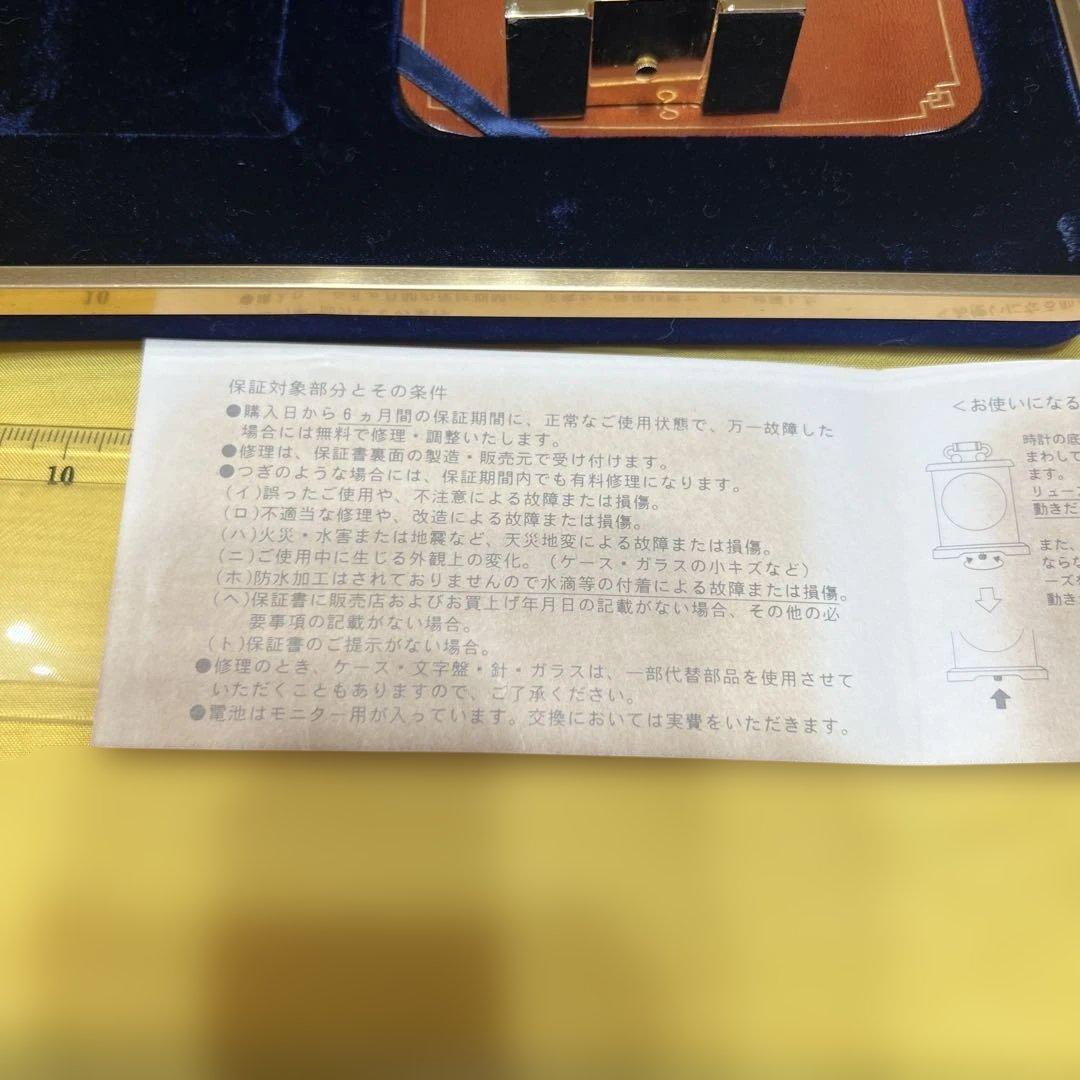 10
保証対象部分とその条件
●購入日から6ヵ月間の保証期間に、正常なご使用状態で、万一故障した
場合には無料で修理・調整いたします。
●修理は、保証書裏面の製造・販売元で受け付けます。
●つぎのような場合には、保証期間内でも有料修理になります。
(イ)誤ったご使用や、不注意による故障または損傷。
(ロ)不適当な修理や、改造による故障または損傷。
(ハ)火災・水害または地震など、天災地変による故障または損傷。
(ニ)ご使用中に生じる外観上の変化。(ケース・ガラスの小キズなど)
(ホ)防水加工はされておりませんので水滴等の付着による故障または損傷。
(ヘ)保証書に販売店およびお買上げ年月日の記載がない場合、その他の必
要事項の記載がない場合。
(ト)保証書のご提示がない場合。
●修理のとき、ケース・文字盤・針・ガラスは、一部代替部品を使用させて
いただくこともありますので、ご了承ください。
●電池はモニター用が入っています。交換においては実費をいただきます。
＜お使いになる
時計の底
まわして
ます。
リューズ
動きだ
また、
ならな
ーズを
動き